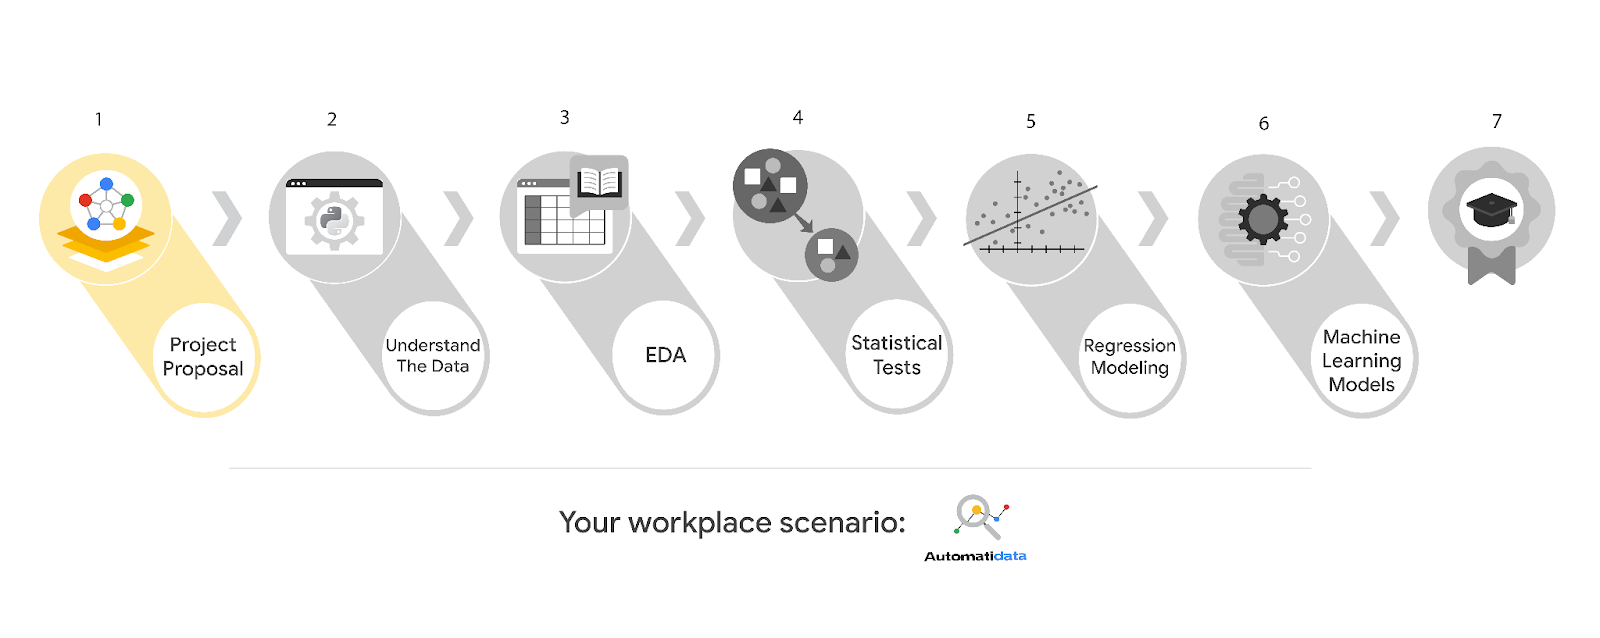 1
2
3
4
5
6
7
Project
Proposal
Understand
The Data
EDA
Statistical
Tests
Regression
Modeling
Machine
Learning
Models
Your workplace scenario:
Automatidata